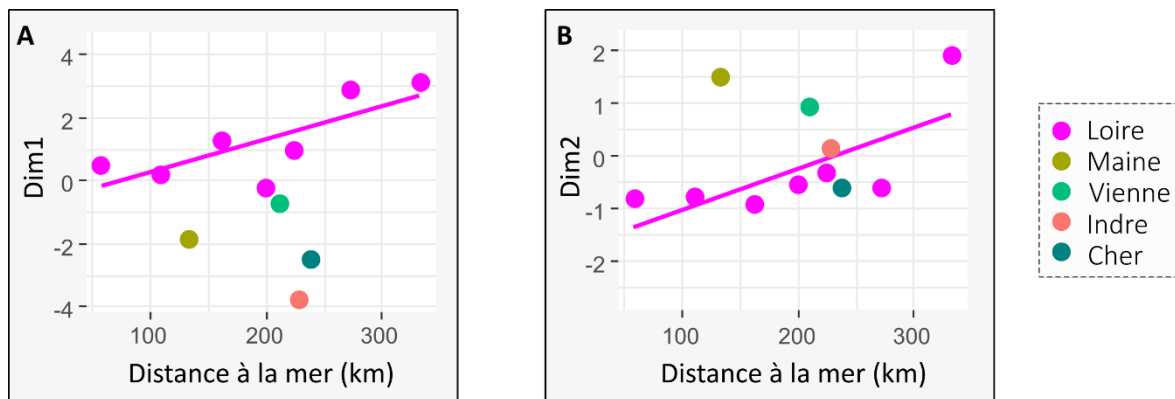 A
Dim1
4
2
0
-2
-4
100 200 300
Distance à la mer (km)
B
Dim2
2
1
0
-1
-2
100 200 300
Distance à la mer (km)
Loire
Maine
Vienne
Indre
Cher